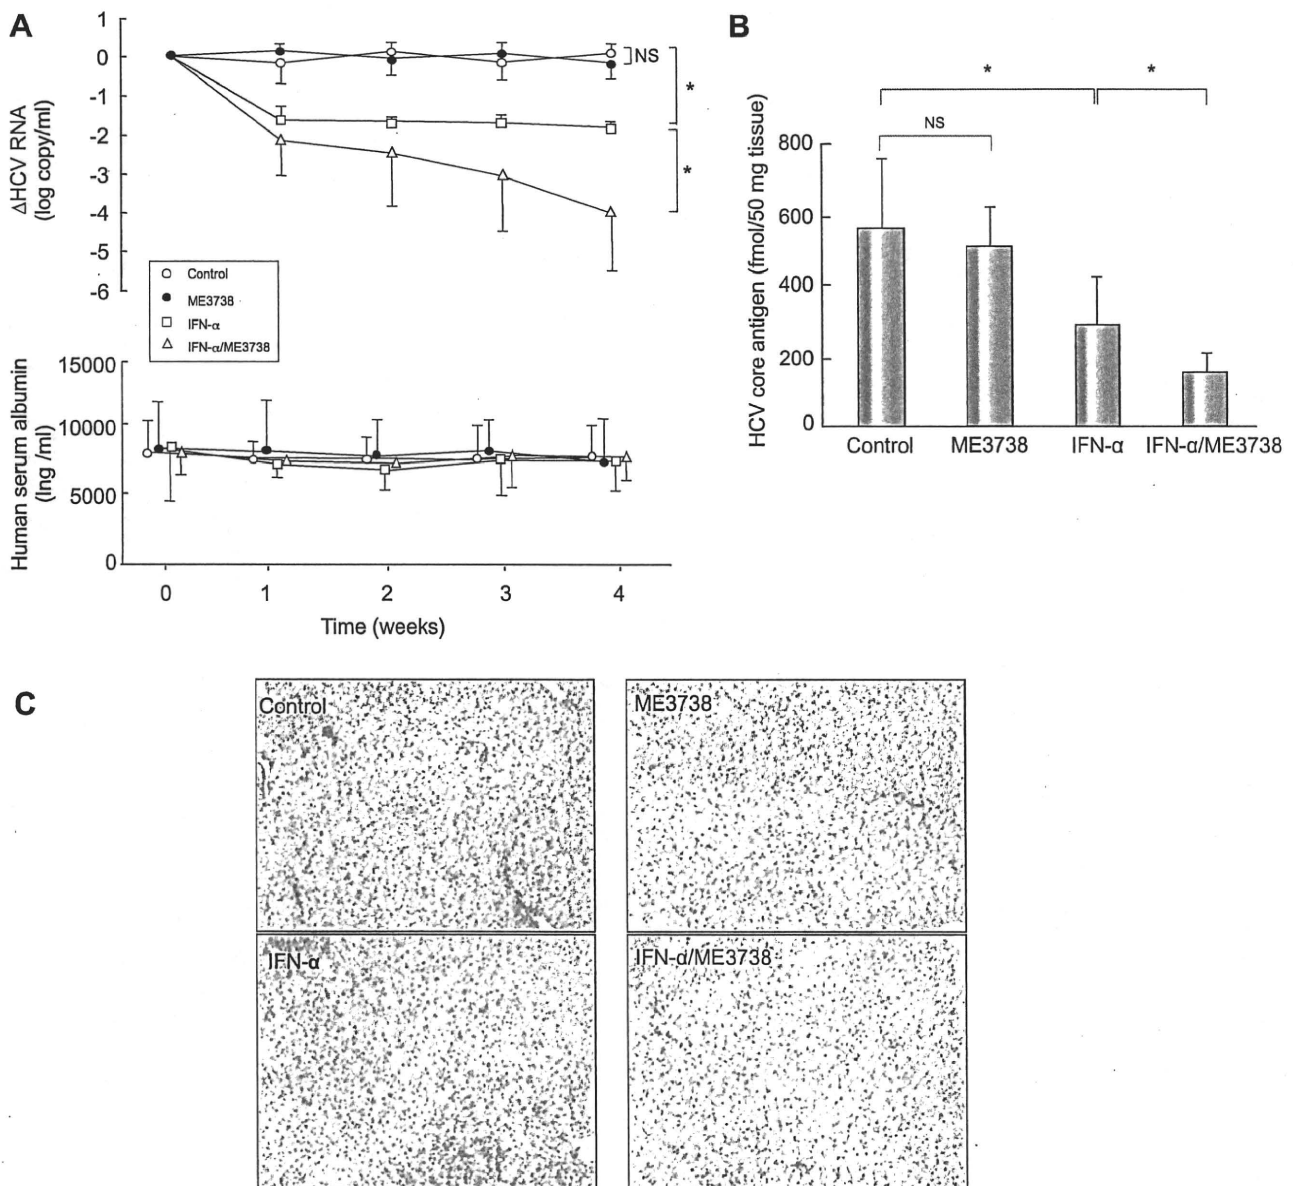 A
1
0
-1
-2
-3
-4
-5
-6
ΔHCV RNA
(log copy/ml)
NS
*
*
Control
ME3738
IFN-α
IFN-α/ME3738
15000
10000
5000
0
Human serum albumin
(lng /ml)
0 1 2 3 4
Time (weeks)
B
* *
NS
800
600
400
200
0
HCV core antigen (fmol/50 mg tissue)
Control ME3738 IFN-α IFN-α/ME3738
C
Control
ME3738
IFN-α
IFN-α/ME3738